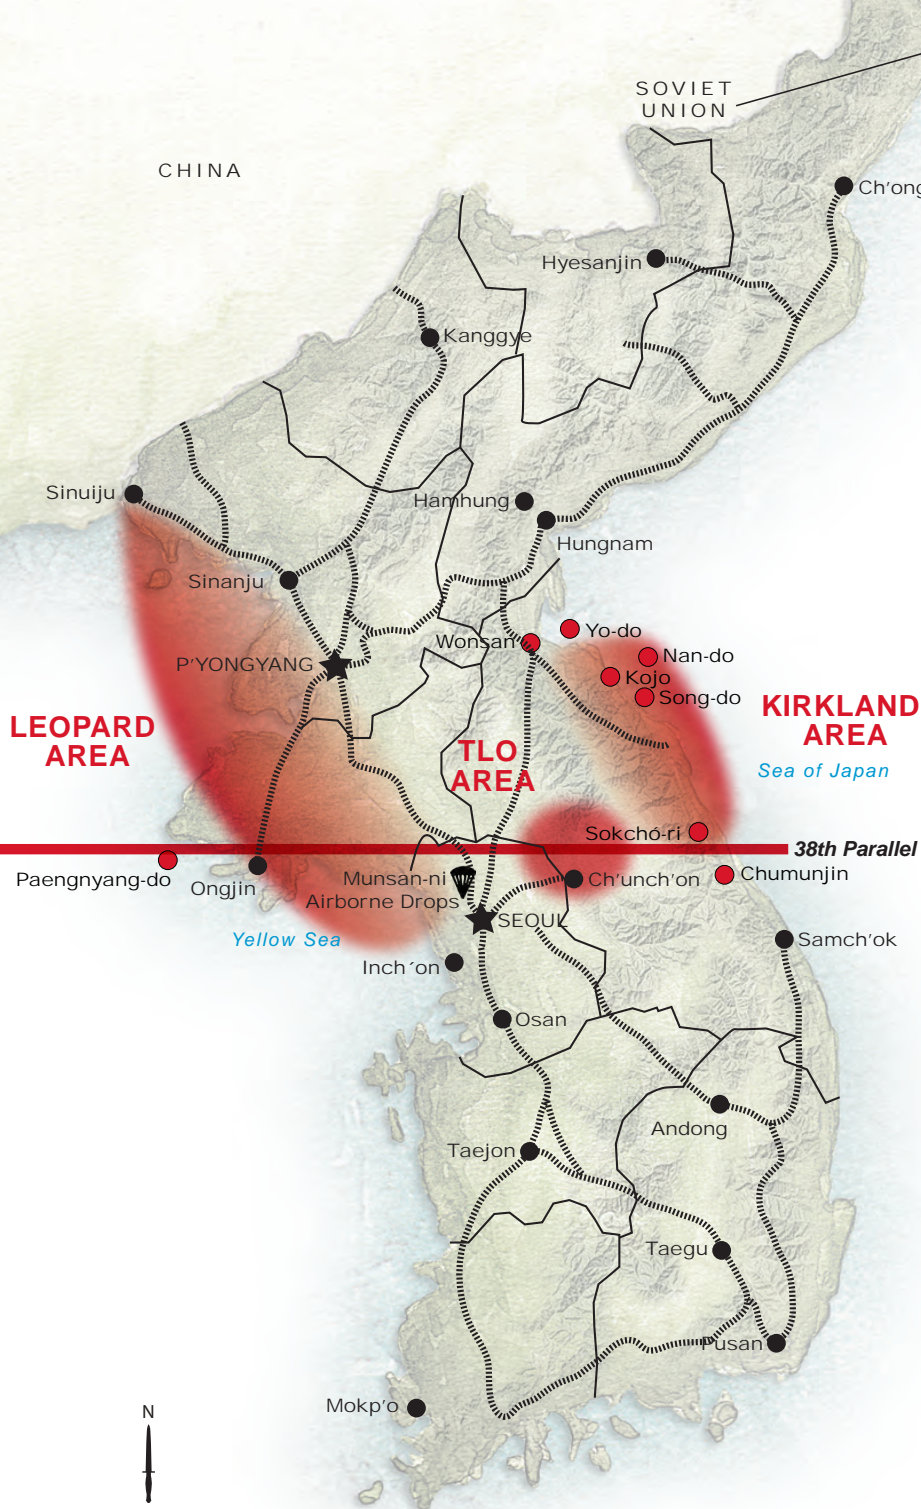 SOVIET
UNION
CHINA
Ch'ong
Hyesanjin
Kanggye
Sinuiju
Hamhung
Hungnam
Sinanju
Yo-do
Wonsan
Nan-do
P'YONGYANG
Kojo
Song-do
LEOPARD
AREA
KIRKLAND
AREA
TLO
AREA
Sea of Japan
Sokchó-ri
38th Parallel
Paengnyang-do
Ongjin
Munsan-ni
Airborne Drops
Ch'unch'on
Chumunjin
SEOUL
Yellow Sea
Samch'ok
Inch´on
Osan
Andong
Taejon
Taegu
Pusan
Mokp'o
N